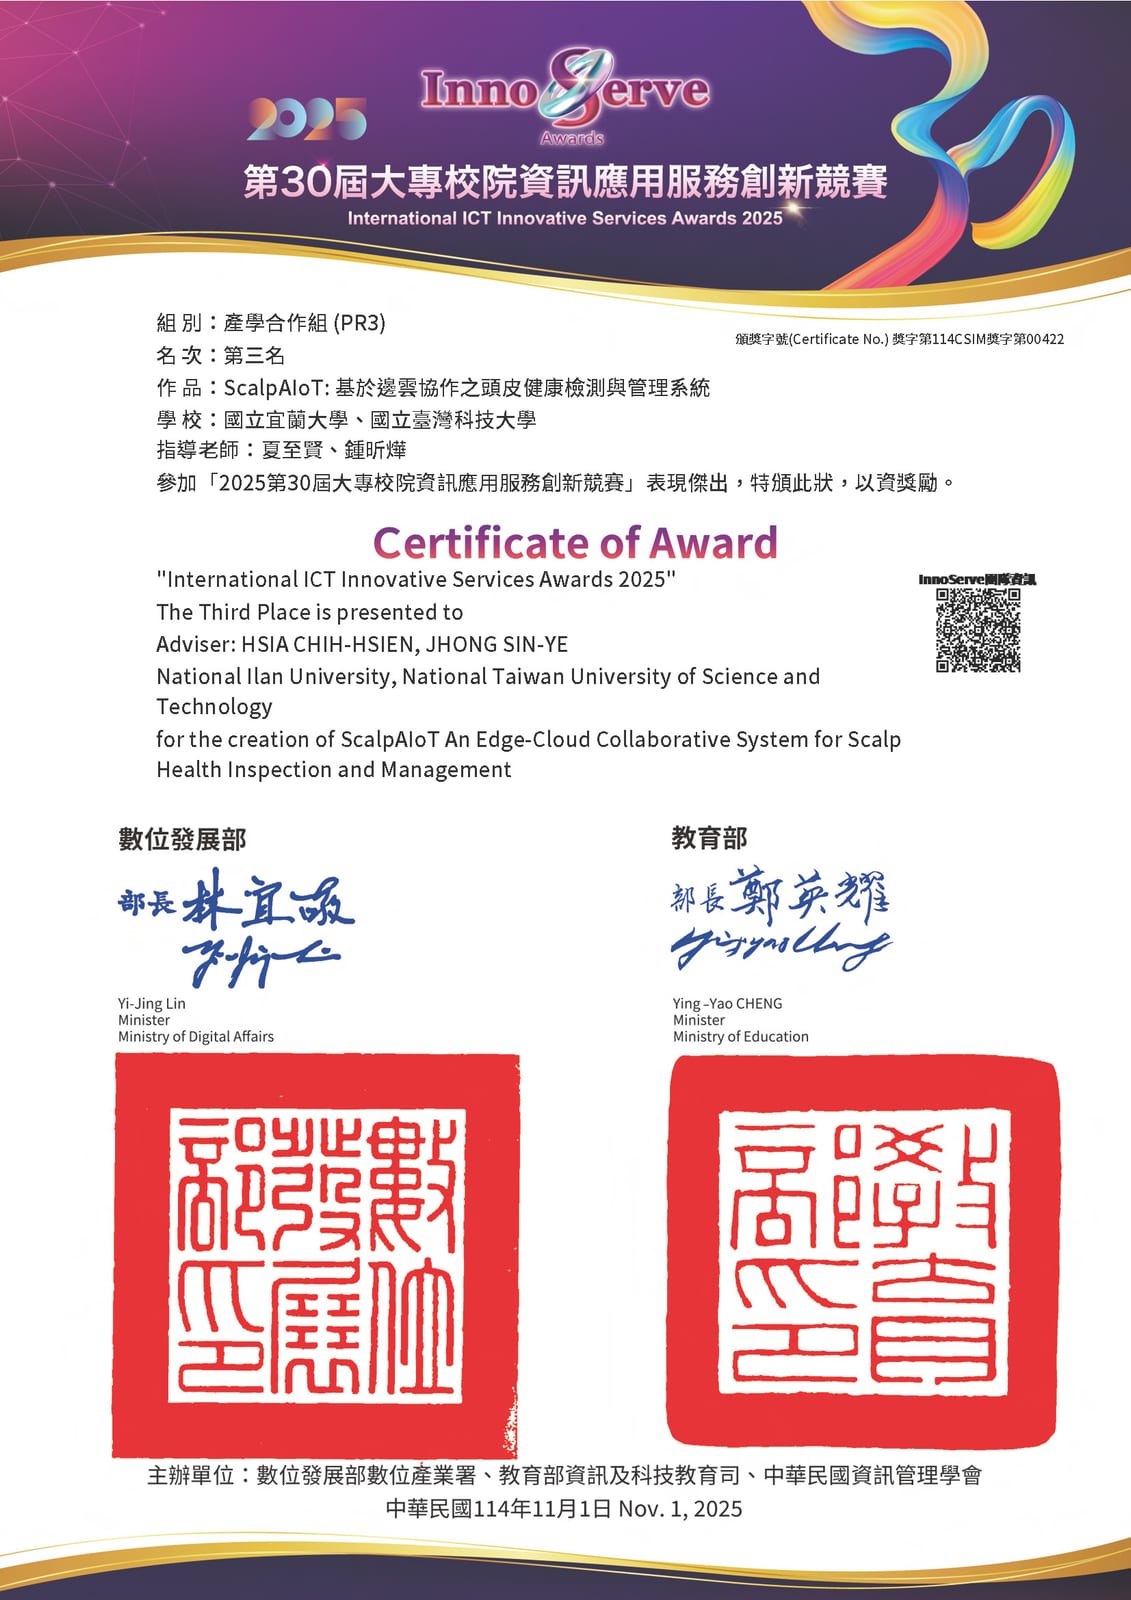 2025
InnoServe
Awards
第30屆大專校院資訊應用服務創新競賽
International ICT Innovative Services Awards 2025
組 別：產學合作組 (PR3)
頒獎字號(Certificate No.) 獎字第114CSIM獎字第00422
名 次：第三名
作 品：ScalpAIoT: 基於邊雲協作之頭皮健康檢測與管理系統
學 校：國立宜蘭大學、國立臺灣科技大學
指導老師：夏至賢、鍾昕燁
參加「2025第30屆大專校院資訊應用服務創新競賽」表現傑出，特頒此狀，以資獎勵。
Certificate of Award
"International ICT Innovative Services Awards 2025"
InnoServe團隊資訊
The Third Place is presented to
Adviser: HSIA CHIH-HSIEN, JHONG SIN-YE
National Ilan University, National Taiwan University of Science and
Technology
for the creation of ScalpAIoT An Edge-Cloud Collaborative System for Scalp
Health Inspection and Management
數位發展部
部長 林宜敬
Yi-Jing Lin
Minister
Ministry of Digital Affairs
數位發展部印
教育部
部長 鄭英耀
Ying-Yao Cheng
Ying –Yao CHENG
Minister
Ministry of Education
教育部印
主辦單位：數位發展部數位產業署、教育部資訊及科技教育司、中華民國資訊管理學會
中華民國114年11月1日 Nov. 1, 2025